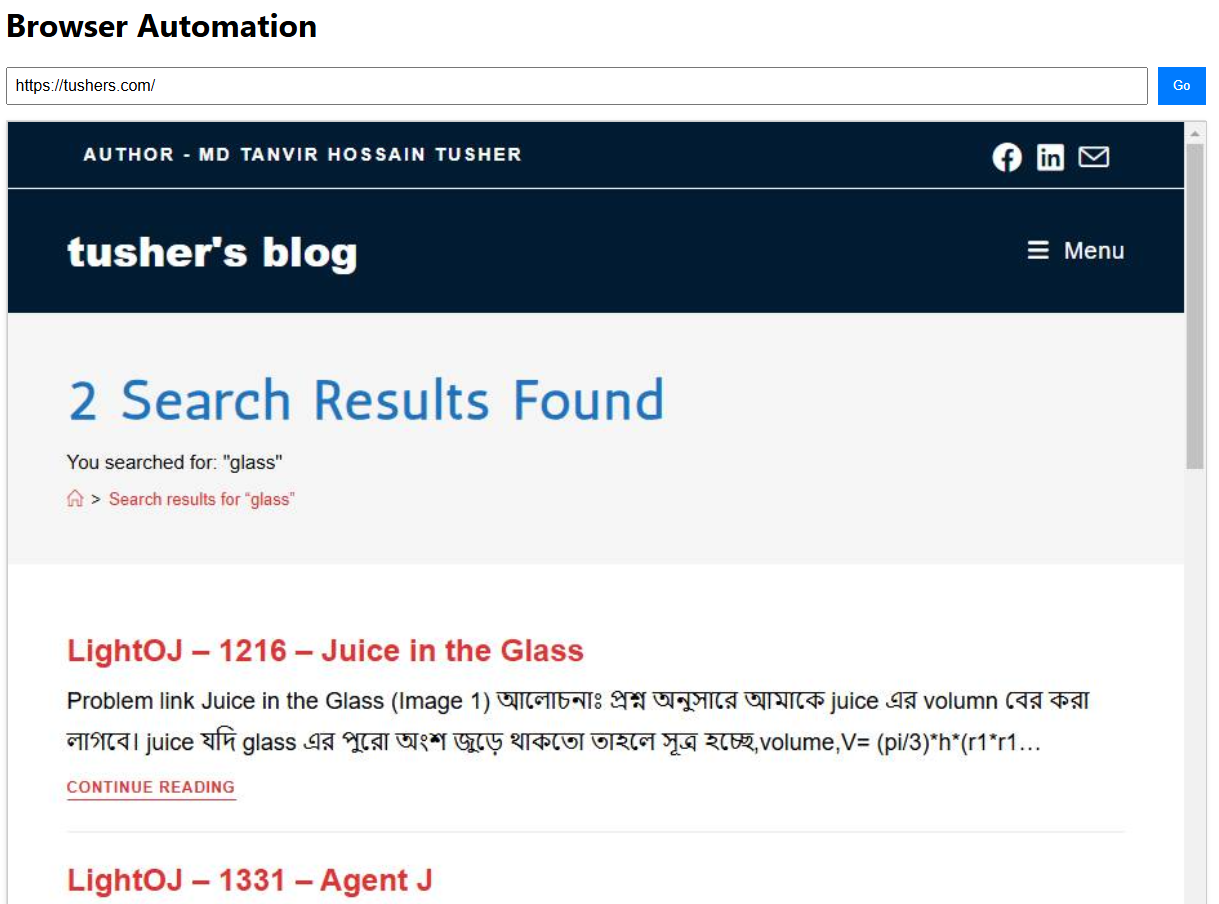 Browser Automation
https://tushers.com/
Go
AUTHOR - MD TANVIR HOSSAIN TUSHER
tusher's blog
Menu
2 Search Results Found
You searched for: "glass"
> Search results for “glass”
LightOJ – 1216 – Juice in the Glass
Problem link Juice in the Glass (Image 1) আলোচনাঃ প্রশ্ন অনুসারে আমাকে juice এর volumn বের করা
লাগবে। juice যদি glass এর পুরো অংশ জুড়ে থাকতো তাহলে সূত্র হচ্ছে,volume,V= (pi/3)*h*(r1*r1…
CONTINUE READING
LightOJ – 1331 – Agent J